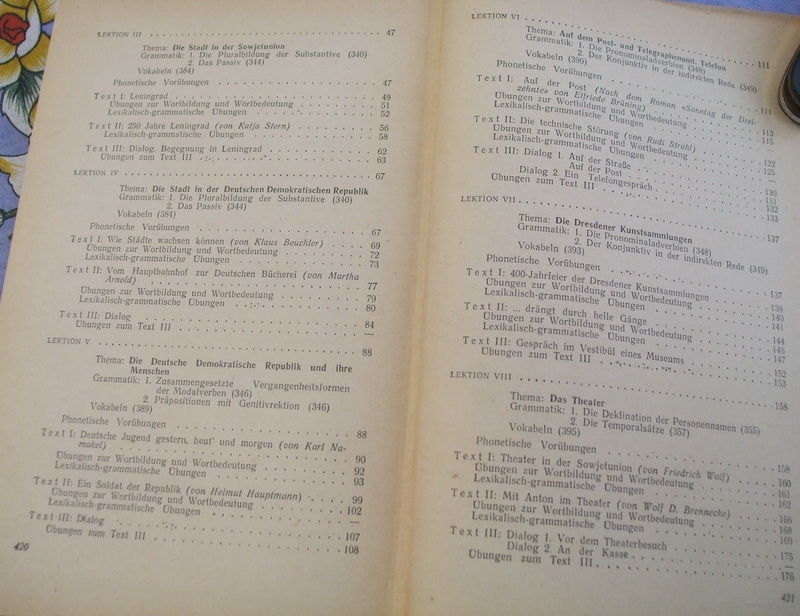 LEKTION III . . . . . . . . . . . . . . . . . . . . . . . . 47
Thema: Die Stadt in der Sowjetunion
Grammatik: 1. Die Pluralbildung der Substantive (340)
2. Das Passiv (344)
Vokabeln (384)
Phonetische Vorübungen . . . . . . . . . . . . . . . . 47
Text I: Leningrad . . . . . . . . . . . . . . . . . . . . 49
Übungen zur Wortbildung und Wortbedeutung . . . . . . . 51
Lexikalisch-grammatische Übungen . . . . . . . . . . . . 52
Text II: 250 Jahre Leningrad (von Katja Stern) . . . . . . 56
Lexikalisch-grammatische Übungen . . . . . . . . . . . . 58
Text III: Dialog. Begegnung in Leningrad . . . . . . . . . 62
Übungen zum Text III . . . . . . . . . . . . . . . . . . 63
LEKTION IV . . . . . . . . . . . . . . . . . . . . . . . . 67
Thema: Die Stadt in der Deutschen Demokratischen Republik
Grammatik: 1. Die Pluralbildung der Substantive (340)
2. Das Passiv (344)
Vokabeln (384)
Phonetische Vorübungen . . . . . . . . . . . . . . . . 67
Text I: Wie Städte wachsen können (von Klaus Beuchler) . . 69
Übungen zur Wortbildung und Wortbedeutung . . . . . . . 72
Lexikalisch-grammatische Übungen . . . . . . . . . . . . 73
Text II: Vom Hauptbahnhof zur Deutschen Bücherei (von Martha
Arnold) . . . . . . . . . . . . . . . . . . . . . . . . 77
Übungen zur Wortbildung und Wortbedeutung . . . . . . . 79
Lexikalisch-grammatische Übungen . . . . . . . . . . . . 80
Text III: Dialog . . . . . . . . . . . . . . . . . . . . 84
Übungen zum Text III . . . . . . . . . . . . . . . . . . —
LEKTION V . . . . . . . . . . . . . . . . . . . . . . . . 88
Thema: Die Deutsche Demokratische Republik und ihre
Menschen
Grammatik: 1. Zusammengesetzte Vergangenheitsformen
der Modalverben (346)
2. Präpositionen mit Genitivrektion (346)
Vokabeln (389)
Phonetische Vorübungen . . . . . . . . . . . . . . . . 88
Text I: Deutsche Jugend gestern, heut' und morgen (von Karl Na-
mokel) . . . . . . . . . . . . . . . . . . . . . . . . 90
Übungen zur Wortbildung und Wortbedeutung . . . . . . . 92
Lexikalisch-grammatische Übungen . . . . . . . . . . . . 93
Text II: Ein Soldat der Republik (von Helmut Hauptmann) . . 99
Übungen zur Wortbildung und Wortbedeutung . . . . . . . 102
Lexikalisch-grammatische Übungen . . . . . . . . . . . . —
Text III: Dialog . . . . . . . . . . . . . . . . . . . . 107
Übungen zum Text III . . . . . . . . . . . . . . . . . . 108
420
LEKTION VI . . . . . . . . . . . . . . . . . . . . . . . . 111
Thema: Auf dem Post- und Telegraphenamt. Telefon
Grammatik: 1. Die Pronominaladverbien (348)
2. Der Konjunktiv in der indirekten Rede (349)
Vokabeln (390)
Phonetische Vorübungen . . . . . . . . . . . . . . . . 111
Text I: Auf der Post (Nach dem Roman «Sonntag der Drei-
zehnte» von Elfriede Brüning) . . . . . . . . . . . . . 113
Übungen zur Wortbildung und Wortbedeutung . . . . . . . 115
Lexikalisch-grammatische Übungen
Text II: Die technische Störung (von Rudi Strahl) . . . . . 122
Übungen zur Wortbildung und Wortbedeutung . . . . . . . 125
Lexikalisch-grammatische Übungen
Text III: Dialog 1. Auf der Straße . . . . . . . . . . . . 130
Auf der Post . . . . . . . . . . . . . . . . . . . . . . 131
Dialog 2. Ein Telefongespräch . . . . . . . . . . . . . . 132
Übungen zum Text III . . . . . . . . . . . . . . . . . . 133
LEKTION VII . . . . . . . . . . . . . . . . . . . . . . . 137
Thema: Die Dresdener Kunstsammlungen
Grammatik: 1. Die Pronominaladverbien (348)
2. Der Konjunktiv in der indirekten Rede (349)
Vokabeln (393)
Phonetische Vorübungen . . . . . . . . . . . . . . . . 137
Text I: 400-Jahrfeier der Dresdener Kunstsammlungen . . . . 138
Übungen zur Wortbildung und Wortbedeutung . . . . . . . 140
Lexikalisch-grammatische Übungen . . . . . . . . . . . . 141
Text II: ... drängt durch helle Gänge . . . . . . . . . . 144
Übungen zur Wortbildung und Wortbedeutung . . . . . . . 146
Lexikalisch-grammatische Übungen . . . . . . . . . . . . 147
Text III: Gespräch im Vestibül eines Museums . . . . . . . 152
Übungen zum Text III . . . . . . . . . . . . . . . . . . 153
LEKTION VIII . . . . . . . . . . . . . . . . . . . . . . . 158
Thema: Das Theater
Grammatik: 1. Die Deklination der Personennamen (355)
2. Die Temporalsätze (357)
Vokabeln (395)
Phonetische Vorübungen . . . . . . . . . . . . . . . . 158
Text I: Theater in der Sowjetunion (von Friedrich Wolf) . . 160
Übungen zur Wortbildung und Wortbedeutung . . . . . . . 161
Lexikalisch-grammatische Übungen . . . . . . . . . . . . 162
Text II: Mit Anton im Theater (von Wolf D. Brennecke) . . . 166
Übungen zur Wortbildung und Wortbedeutung . . . . . . . 168
Lexikalisch-grammatische Übungen . . . . . . . . . . . . 169
Text III: Dialog 1. Vor dem Theaterbesuch . . . . . . . . 175
Dialog 2. An der Kasse . . . . . . . . . . . . . . . . . —
Übungen zum Text III . . . . . . . . . . . . . . . . . . 176
421